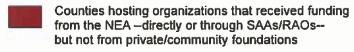 Counties hosting organizations that received funding
from the NEA --directly or through SAAs/RAOs--
but not from private/community foundations